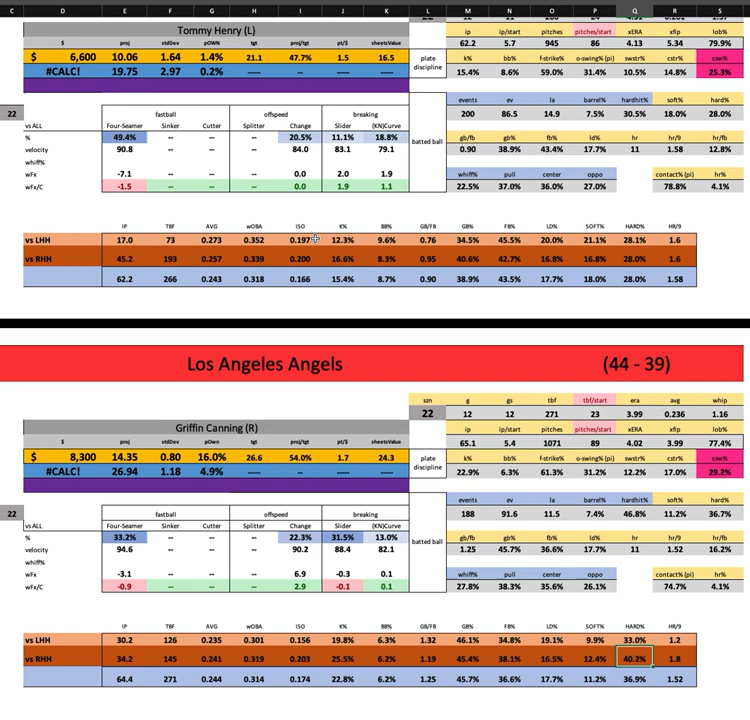 C D E F G H I J K L M N O P Q R S
Tommy Henry (L)
ip ip/start pitches pitches/start xERA xfip lob%
62.2 5.7 945 86 4.13 5.34 79.9%
$ proj stdDev pOWN tgt proj/tgt pt/$ sheetsValue
$ 6,600 10.06 1.64 1.4% 21.1 47.7% 1.5 16.5
plate discipline
k% bb% f-strike% o-swing% (pi) swstr% cstr% csw%
#CALC! 19.75 2.97 0.2% ---- -- ---- ----
15.4% 8.6% 59.0% 31.4% 10.5% 14.8% 25.3%
events ev la barrel% hardhit% soft% hard%
22 fastball offspeed breaking
200 86.5 14.9 7.5% 30.5% 18.0% 28.0%
vs ALL Four-Seamer Sinker Cutter Splitter Change Slider (KN)Curve
% 49.4% -- -- -- 20.5% 11.1% 18.8%
batted ball
gb/fb gb% fb% ld% hr hr/9 hr/fb
velocity 90.8 -- -- -- 84.0 83.1 79.1
0.90 38.9% 43.4% 17.7% 11 1.58 12.8%
whiff%
wFx -7.1 0.0 2.0 1.9
whiff% pull center oppo contact% (pi) hr%
wFx/C -1.5 -- -- -- 0.0 1.9 1.1
22.5% 37.0% 36.0% 27.0% 78.8% 4.1%
IP TBF AVG wOBA ISO K% BB% GB/FB GB% FB% LD% SOFT% HARD% HR/9
vs LHH 17.0 73 0.273 0.352 0.197 12.3% 9.6% 0.76 34.5% 45.5% 20.0% 21.1% 28.1% 1.6
vs RHH 45.2 193 0.257 0.339 0.200 16.6% 8.3% 0.95 40.6% 42.7% 16.8% 16.8% 28.0% 1.6
62.2 266 0.243 0.318 0.166 15.4% 8.7% 0.90 38.9% 43.5% 17.7% 18.0% 28.0% 1.58
Los Angeles Angels (44 - 39)
szn g gs tbf tbf/start era avg whip
22 12 12 271 23 3.99 0.236 1.16
Griffin Canning (R)
ip ip/start pitches pitches/start xERA xfip lob%
65.1 5.4 1071 89 4.02 3.99 77.4%
$ proj stdDev pOwn tgt proj/tgt pt/$ sheetsValue
$ 8,300 14.35 0.80 16.0% 26.6 54.0% 1.7 24.3
plate discipline
k% bb% f-strike% o-swing% (pi) swstr% cstr% csw%
#CALC! 26.94 1.18 4.9% ---- -- ---- ----
22.9% 6.3% 61.3% 31.2% 12.2% 17.0% 29.2%
events ev la barrel% hardhit% soft% hard%
22 fastball offspeed breaking
188 91.6 11.5 7.4% 46.8% 11.2% 36.7%
vs ALL Four-Seamer Sinker Cutter Splitter Change Slider (KN)Curve
% 33.2% -- -- -- 22.3% 31.5% 13.0%
batted ball
gb/fb gb% fb% ld% hr hr/9 hr/fb
velocity 94.6 -- -- -- 90.2 88.4 82.1
1.25 45.7% 36.6% 17.7% 11 1.52 16.2%
whiff%
wFx -3.1 6.9 -0.3 0.1
whiff% pull center oppo contact% (pi) hr%
wFx/C -0.9 -- -- -- 2.9 -0.1 0.1
27.8% 38.3% 35.6% 26.1% 74.7% 4.1%
IP TBF AVG wOBA ISO K% BB% GB/FB GB% FB% LD% SOFT% HARD% HR/9
vs LHH 30.2 126 0.235 0.301 0.156 19.8% 6.3% 1.32 46.1% 34.8% 19.1% 9.9% 33.0% 1.2
vs RHH 34.2 145 0.241 0.319 0.203 25.5% 6.2% 1.19 45.4% 38.1% 16.5% 12.4% 40.2% 1.8
64.4 271 0.244 0.314 0.174 22.8% 6.2% 1.25 45.7% 36.6% 17.7% 11.2% 36.9% 1.52